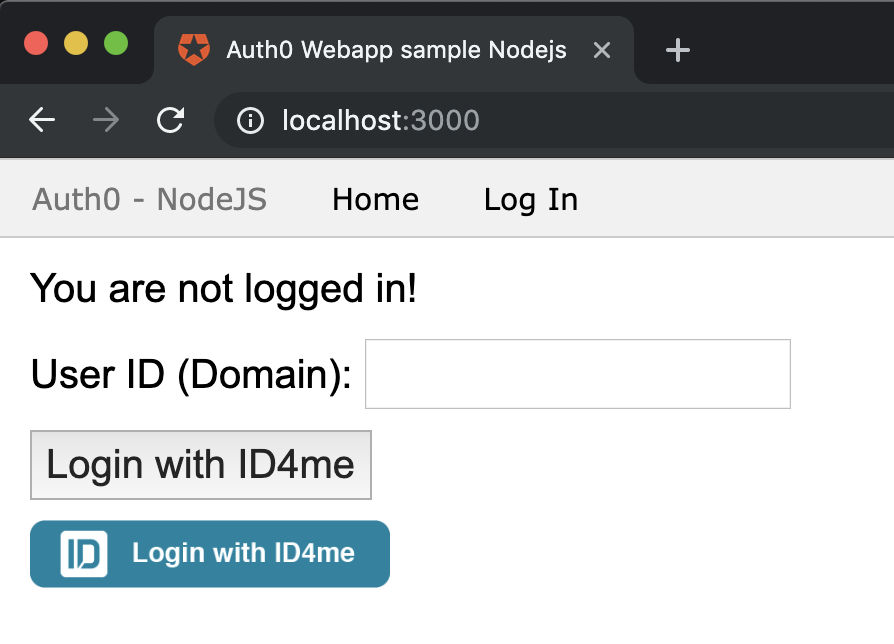 Auth0 Webapp sample Nodejs
localhost:3000
Auth0 - NodeJS Home Log In
You are not logged in!
User ID (Domain):
Login with ID4me
ID Login with ID4me